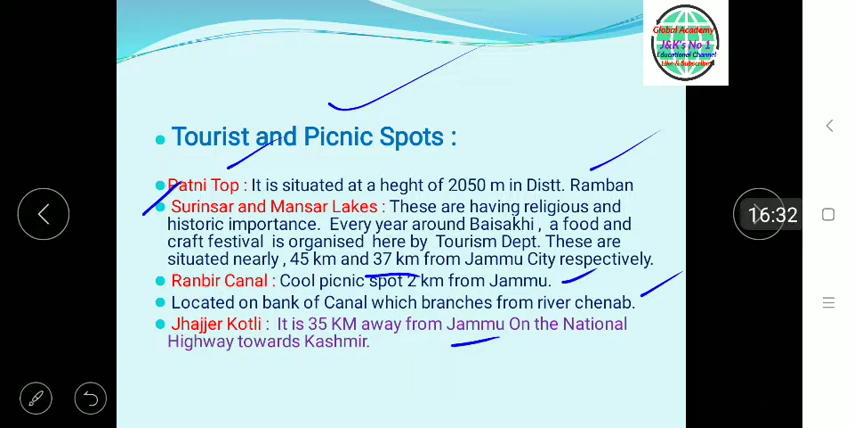 Global Academy
J&K's No 1
Educational Channel
Like & Subscribe
Tourist and Picnic Spots :
Patni Top : It is situated at a heght of 2050 m in Distt. Ramban
Surinsar and Mansar Lakes : These are having religious and
historic importance. Every year around Baisakhi , a food and
craft festival is organised here by Tourism Dept. These are
situated nearly , 45 km and 37 km from Jammu City respectively.
Ranbir Canal : Cool picnic spot 2 km from Jammu.
Located on bank of Canal which branches from river chenab.
Jhajjer Kotli : It is 35 KM away from Jammu On the National
Highway towards Kashmir.
16:32